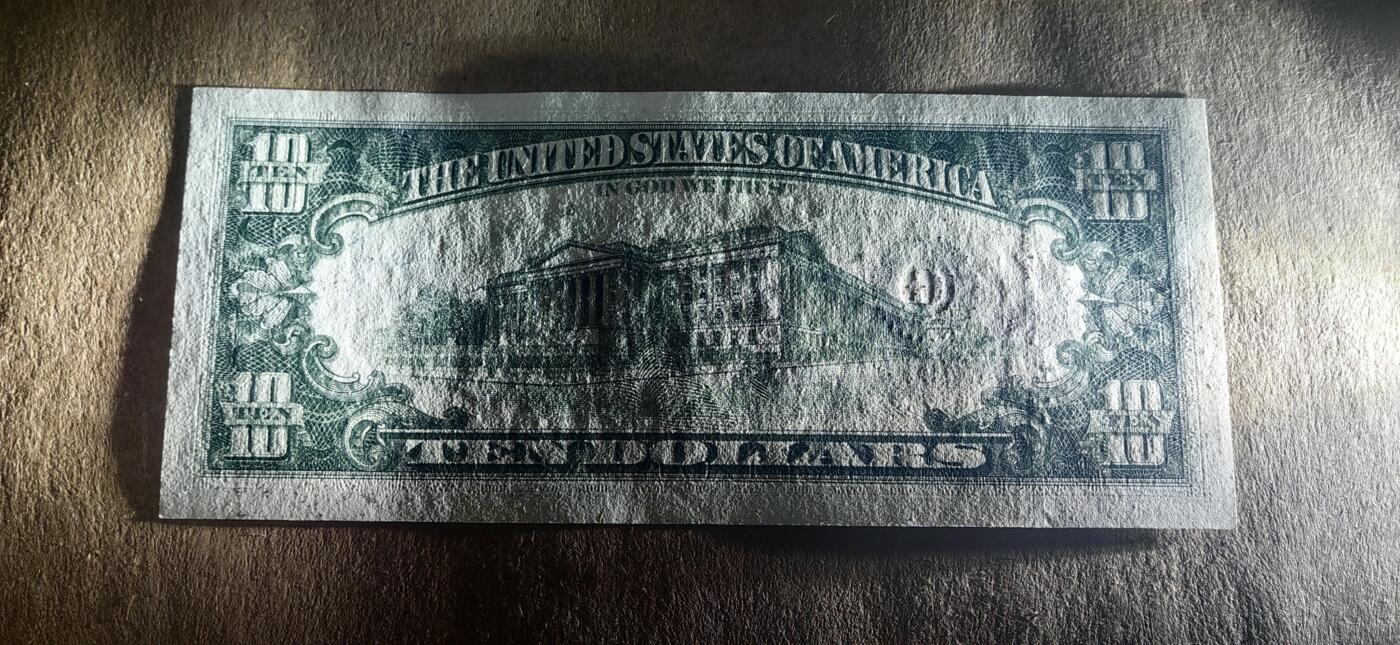 10 TEN 10
THE UNITED STATES OF AMERICA
10 TEN 10
IN GOD WE TRUST
10 TEN 10
TEN DOLLARS
10 TEN 10